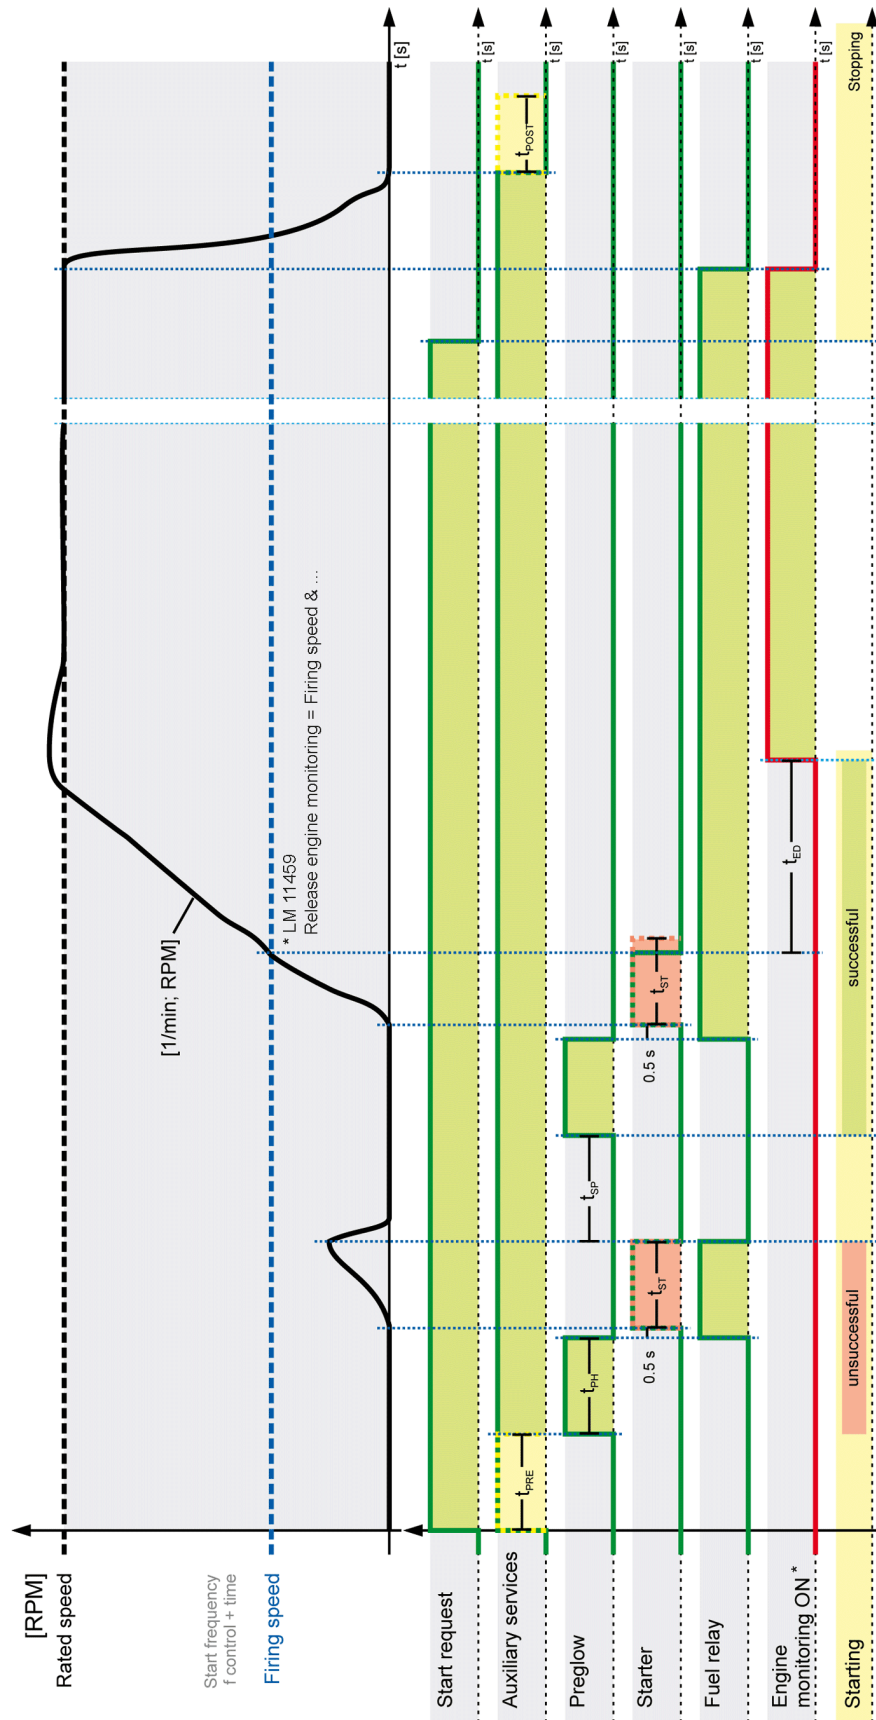 [RPM]
Rated speed
Start frequency
f control + time
Firing speed
[1/min; RPM]
* LM 11459
Release engine monitoring = Firing speed & ...
t [s]
Start request
t [s]
Auxiliary services
tPRE
tPOST
t [s]
Preglow
tPH
tSP
t [s]
Starter
0.5 s
tST
0.5 s
tST
t [s]
Fuel relay
t [s]
Engine
monitoring ON *
tED
t [s]
Starting
unsuccessful
successful
Stopping